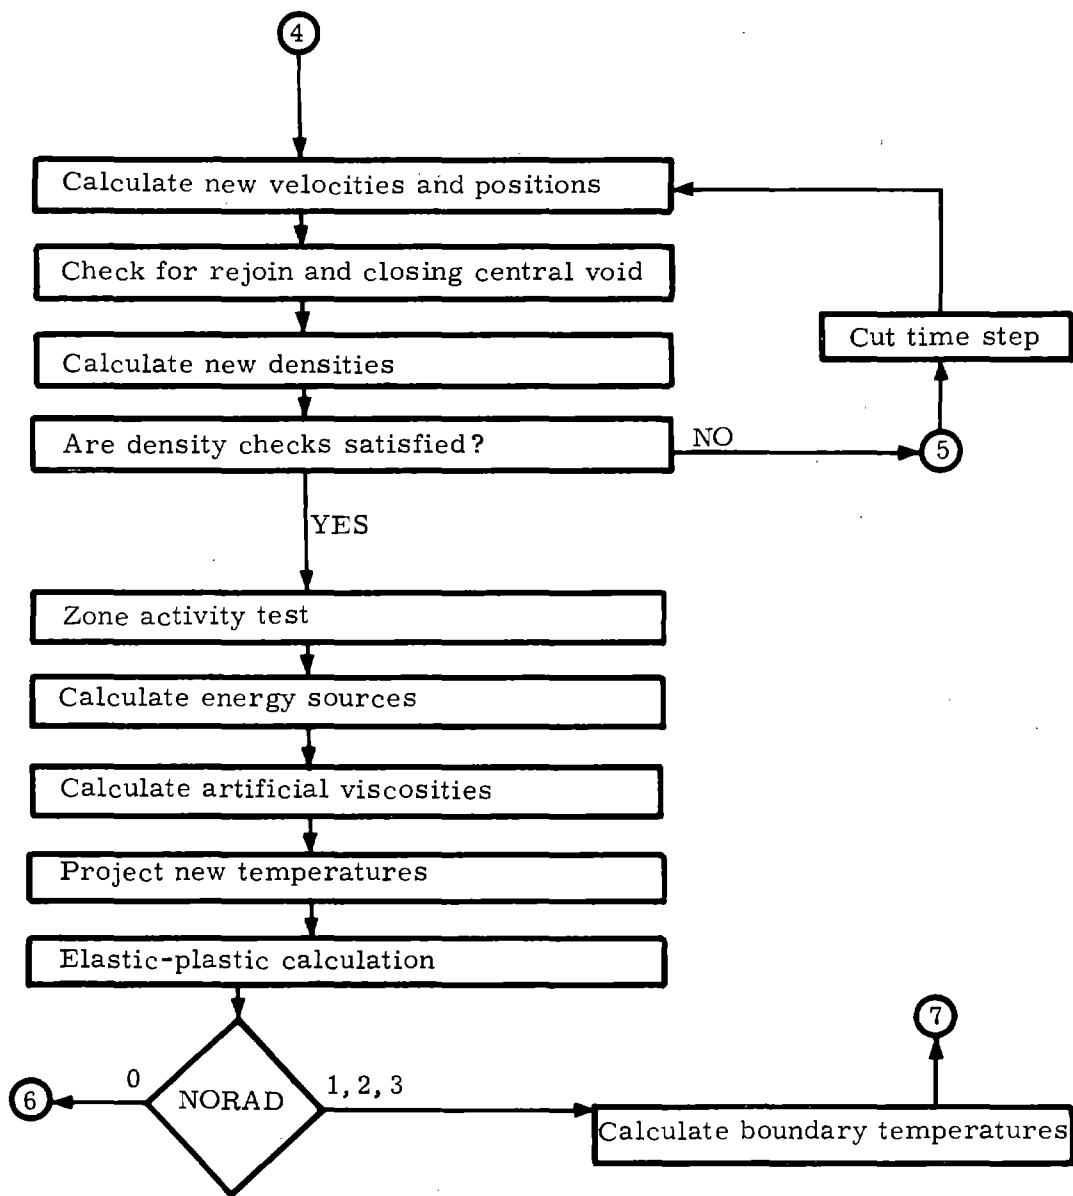 4
Calculate new velocities and positions
Check for rejoin and closing central void
Cut time step
Calculate new densities
Are density checks satisfied?
NO
5
YES
Zone activity test
Calculate energy sources
Calculate artificial viscosities
Project new temperatures
Elastic-plastic calculation
7
0
1, 2, 3
6
NORAD
Calculate boundary temperatures